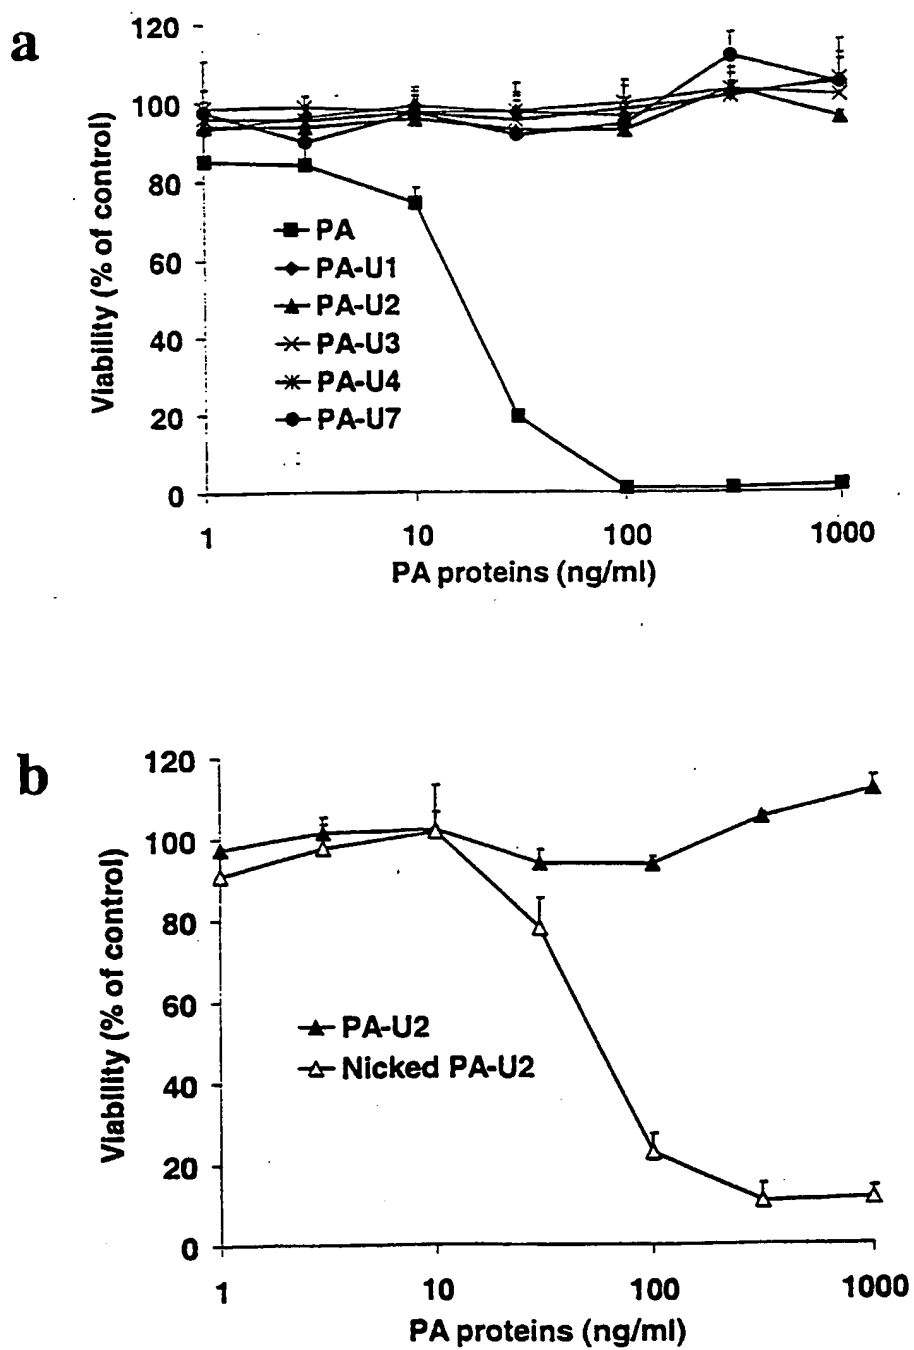 a
120
100
80
60
40
20
0
Viability (% of control)
PA
PA-U1
PA-U2
PA-U3
PA-U4
PA-U7
1
10
100
1000
PA proteins (ng/ml)
b
120
100
80
60
40
20
0
Viability (% of control)
PA-U2
Nicked PA-U2
1
10
100
1000
PA proteins (ng/ml)